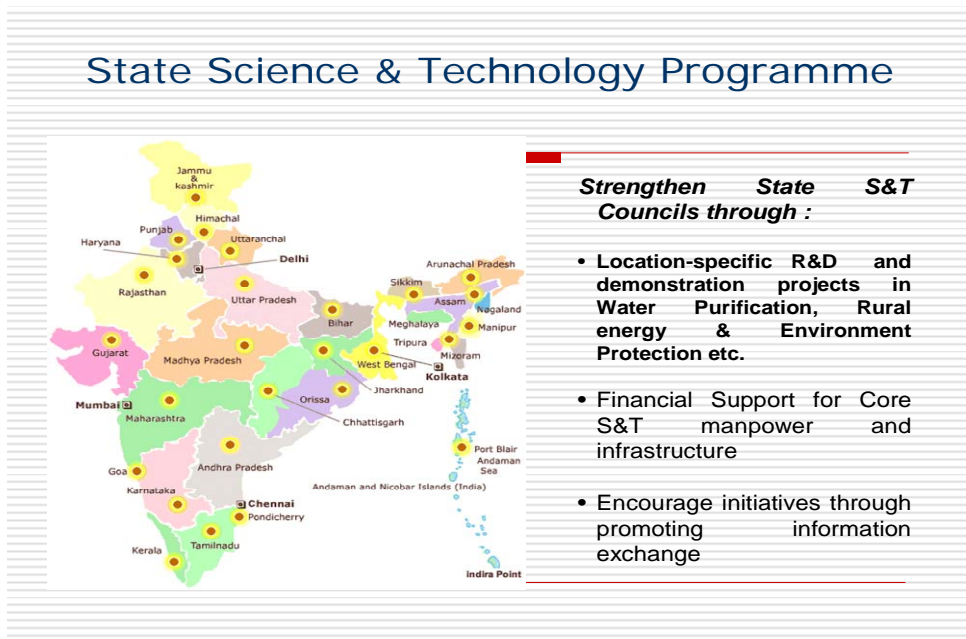 State Science & Technology Programme
Jammu
&
kashmir
Himachal
Punjab
Uttaranchal
Haryana
Delhi
Arunachal Pradesh
Sikkim
Rajasthan
Uttar Pradesh
Assam
Nagaland
Bihar
Meghalaya
Manipur
Tripura
Gujarat
Madhya Pradesh
Mizoram
West Bengal
Kolkata
Jharkhand
Orissa
Mumbai
Maharashtra
Chhattisgarh
Port Blair
Andaman
Sea
Goa
Andhra Pradesh
Andaman and Nicobar Islands (India)
Karnataka
Chennai
Pondicherry
Tamilnadu
Kerala
indira Point
Strengthen State S&T
Councils through :
• Location-specific R&D and
demonstration projects in
Water Purification, Rural
energy & Environment
Protection etc.
• Financial Support for Core
S&T manpower and
infrastructure
• Encourage initiatives through
promoting information
exchange